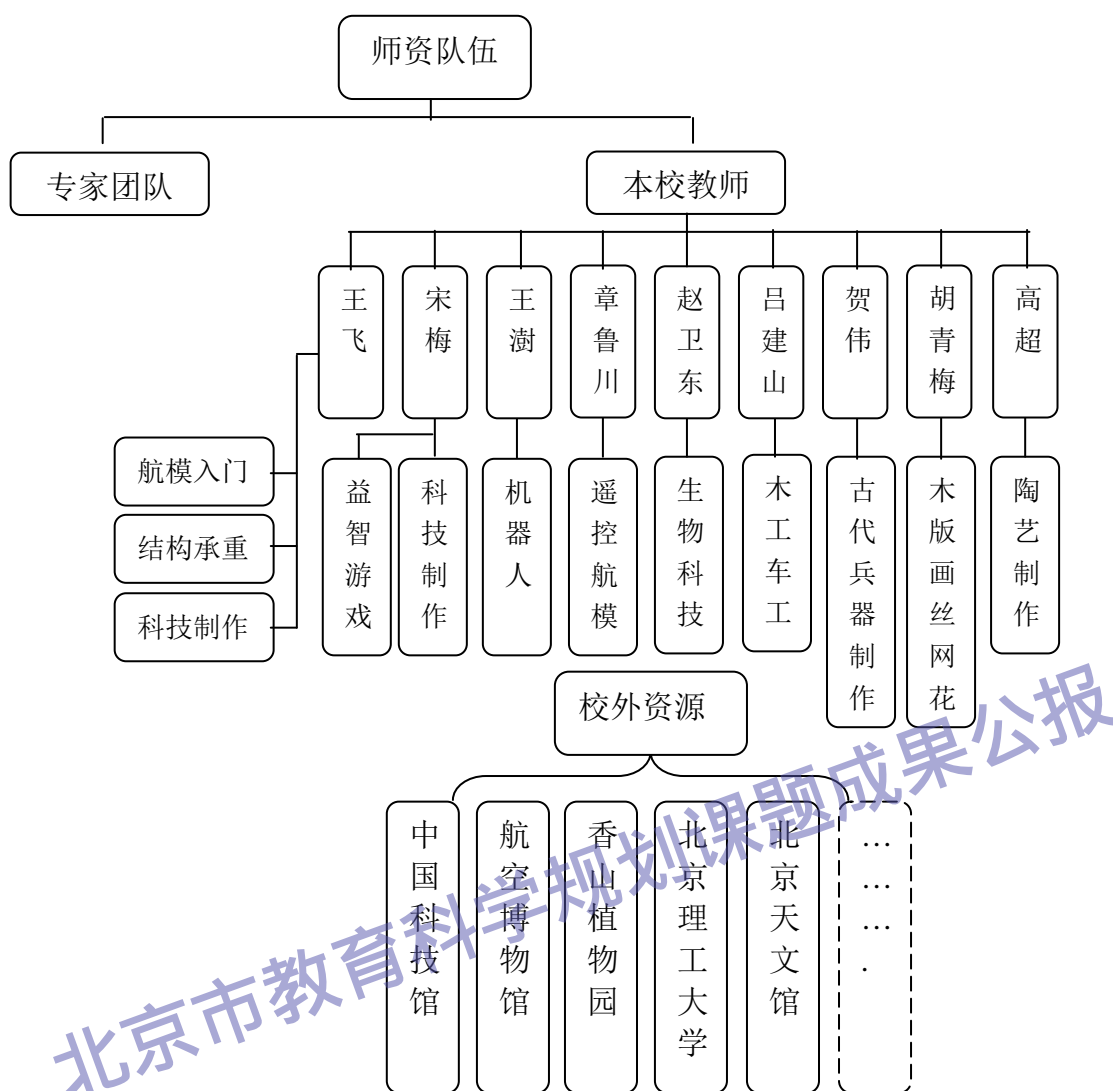 师资队伍
专家团队
本校教师
王飞
宋梅
王澍
章鲁川
赵卫东
吕建山
贺伟
胡青梅
高超
航模入门
结构承重
科技制作
益智游戏
科技制作
机器人
遥控航模
生物科技
木工车工
古代兵器制作
木版画丝网花
陶艺制作
校外资源
中国科技馆
航空博物馆
香山植物园
北京理工大学
北京天文馆
……….
北京市教育科学规划课题成果公报